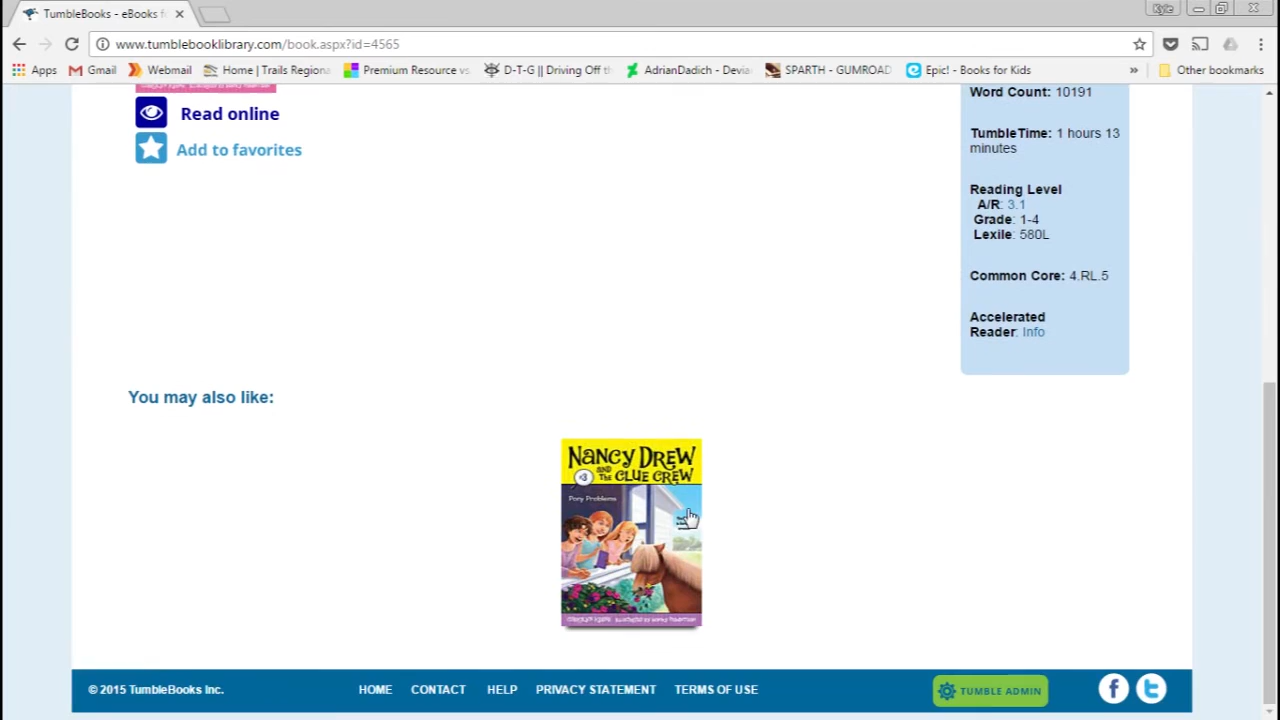 TumbleBooks - eBooks f
Kyle
www.tumblebooklibrary.com/book.aspx?id=4565
Apps
Gmail
Webmail
Home | Trails Regiona
Premium Resource vs
D-T-G || Driving Off th
AdrianDadich - Devia
SPARTH - GUMROAD
Epic! - Books for Kids
»
Other bookmarks
Read online
Add to favorites
Word Count: 10191
TumbleTime: 1 hours 13
minutes
Reading Level
A/R: 3.1
Grade: 1-4
Lexile: 580L
Common Core: 4.RL.5
Accelerated
Reader: Info
You may also like:
NANCY DREW
AND THE CLUE CREW
#3
Pony Problems
© 2015 TumbleBooks Inc.
HOME
CONTACT
HELP
PRIVACY STATEMENT
TERMS OF USE
TUMBLE ADMIN